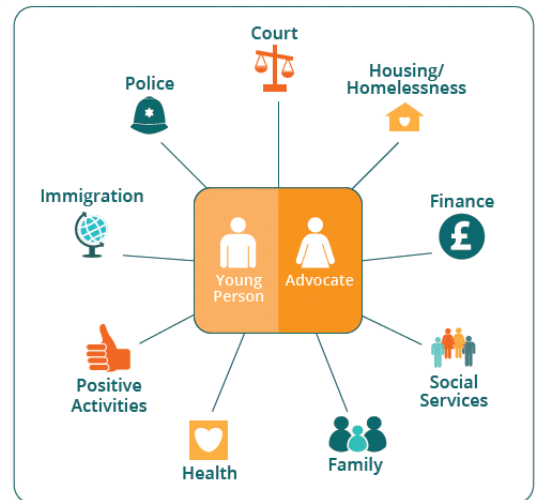 Court
Housing/
Homelessness
Police
Immigration
Finance
£
Young
Person
Advocate
Positive
Activities
Social
Services
Health
Family